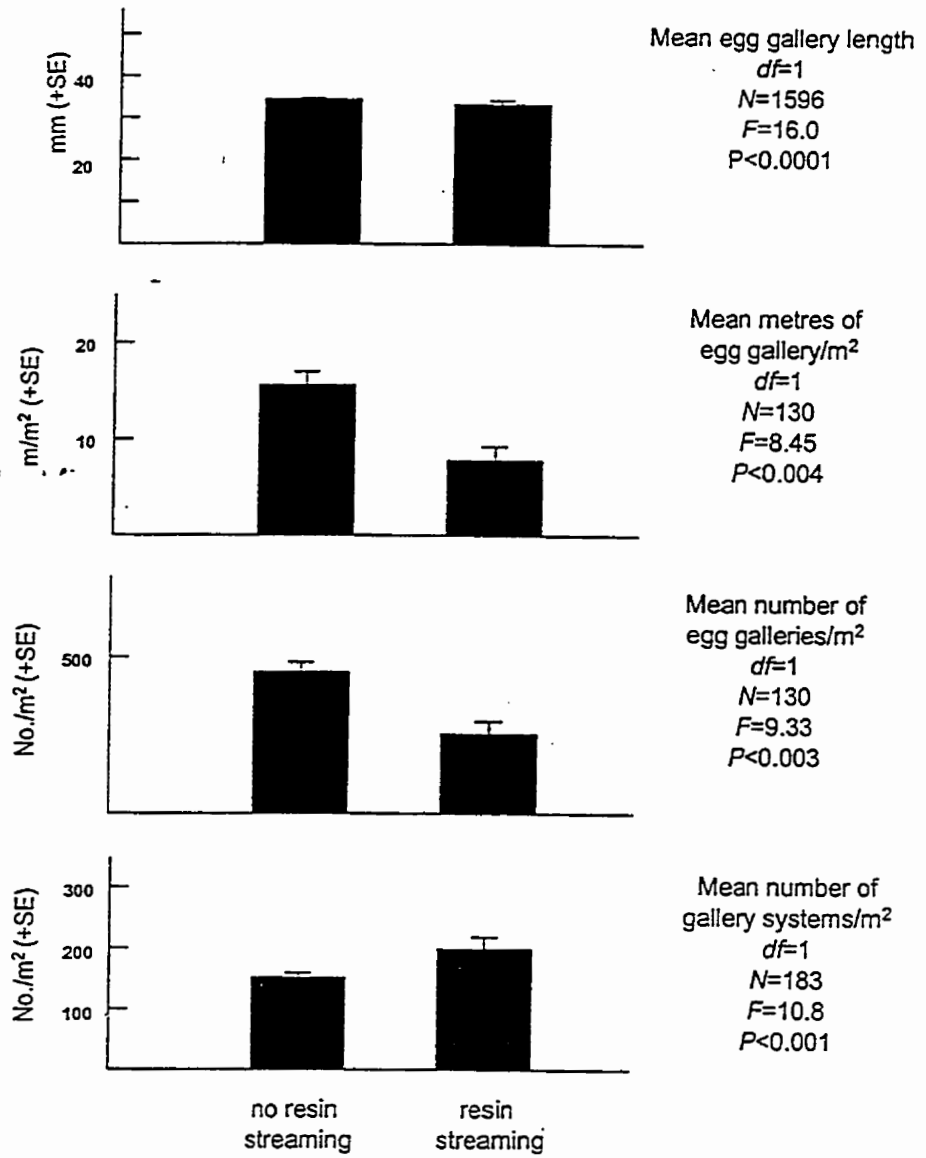 mm (+SE)
40
20
Mean egg gallery length
df=1
N=1596
F=16.0
P<0.0001
m/m² (+SE)
20
10
Mean metres of
egg gallery/m²
df=1
N=130
F=8.45
P<0.004
No./m² (+SE)
500
Mean number of
egg galleries/m²
df=1
N=130
F=9.33
P<0.003
No./m² (+SE)
300
200
100
Mean number of
gallery systems/m²
df=1
N=183
F=10.8
P<0.001
no resin
streaming
resin
streaming